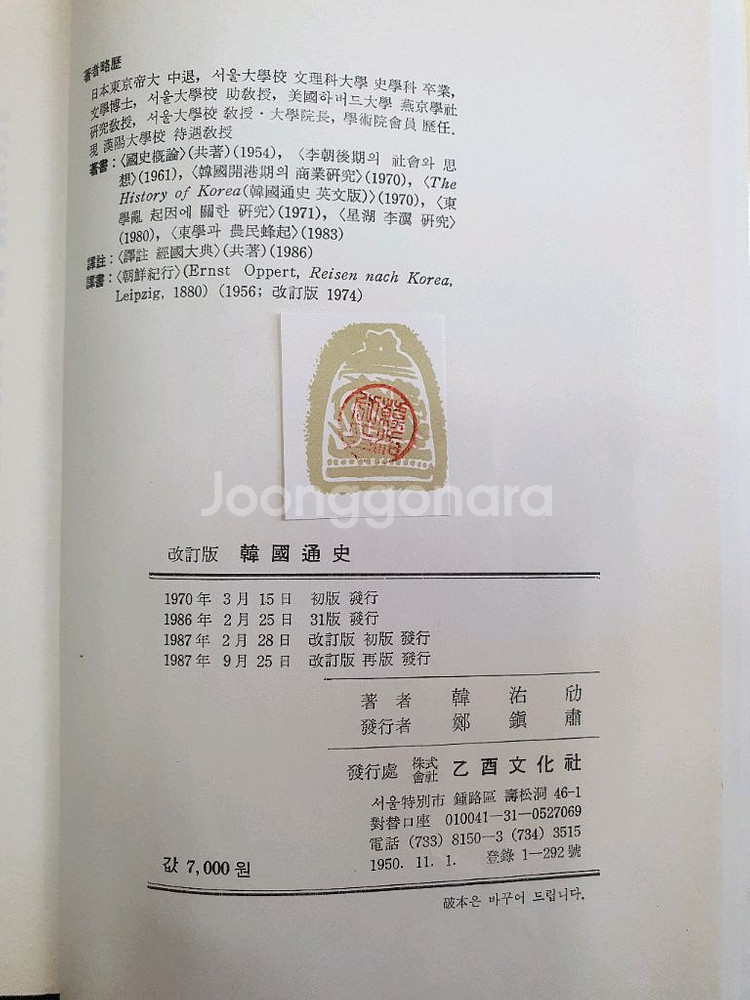 著者略歷
日本東京帝大 中退, 서울大學校 文理科大學 史學科 卒業,
文學博士, 서울大學校 助敎授, 美國하버드大學 燕京學社
硏究敎授, 서울大學校 敎授·大學院長, 學術院會員 歷任.
現 漢陽大學校 待遇敎授
著書:〈國史槪論〉(共著)(1954), 〈李朝後期의 社會와 思
想〉(1961),〈韓國開港期의 商業硏究〉(1970), 〈The
History of Korea(韓國通史 英文版)〉(1970), 〈東
學亂 起因에 關한 硏究〉(1971), 〈星湖 李瀷 硏究〉
(1980), 〈東學과 農民蜂起〉(1983)
譯註:〈譯註 經國大典〉(共著)(1986)
譯書:〈朝鮮紀行〉(Ernst Oppert, Reisen nach Korea,
Leipzig, 1880) (1956; 改訂版 1974)
Joonggonara
改訂版 韓國通史
1970年 3月 15日 初版 發行
1986年 2月 25日 31版 發行
1987年 2月 28日 改訂版 初版 發行
1987年 9月 25日 改訂版 再版 發行
著者 韓㳓劤
發行者 鄭鎭肅
發行處 株式會社 乙酉文化社
서울特別市 鍾路區 壽松洞 46-1
對替口座 010041-31-0527069
電話 (733) 8150-3 (734) 3515
1950. 11. 1. 登錄 1-292號
값 7,000원
破本은 바꾸어 드립니다.